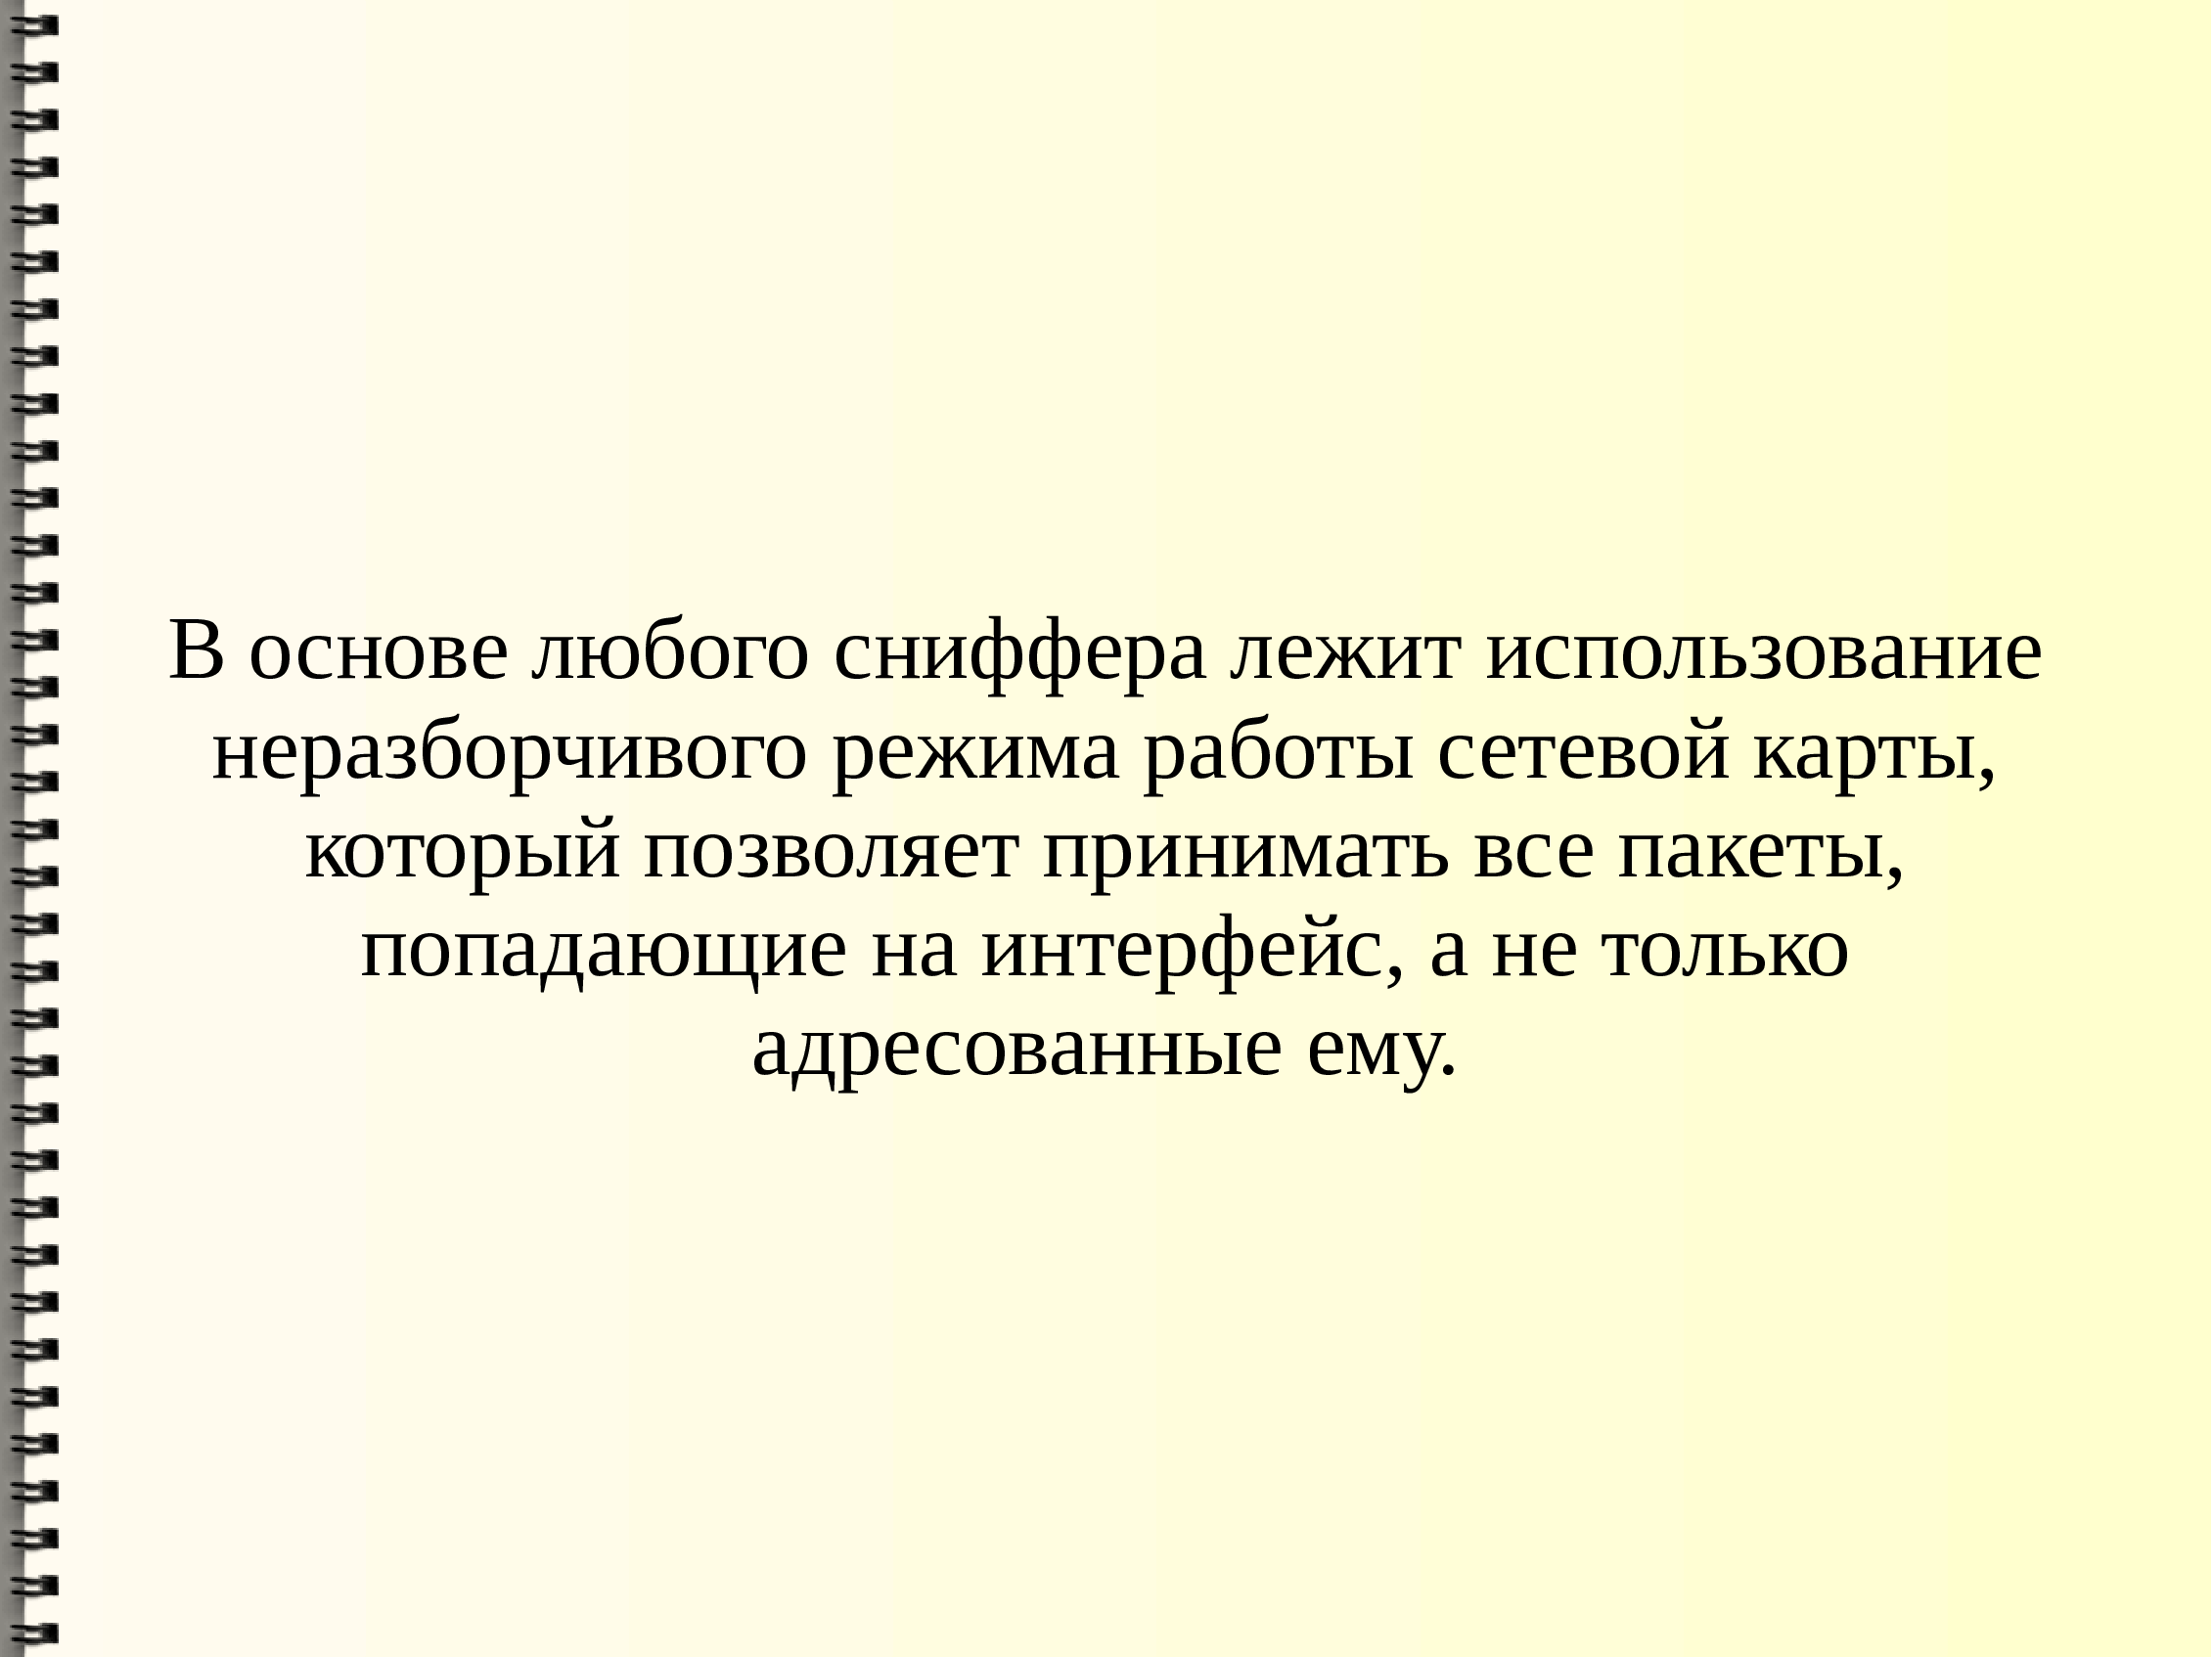 В основе любого сниффера лежит использование
неразборчивого режима работы сетевой карты,
который позволяет принимать все пакеты,
попадающие на интерфейс, а не только
адресованные ему.